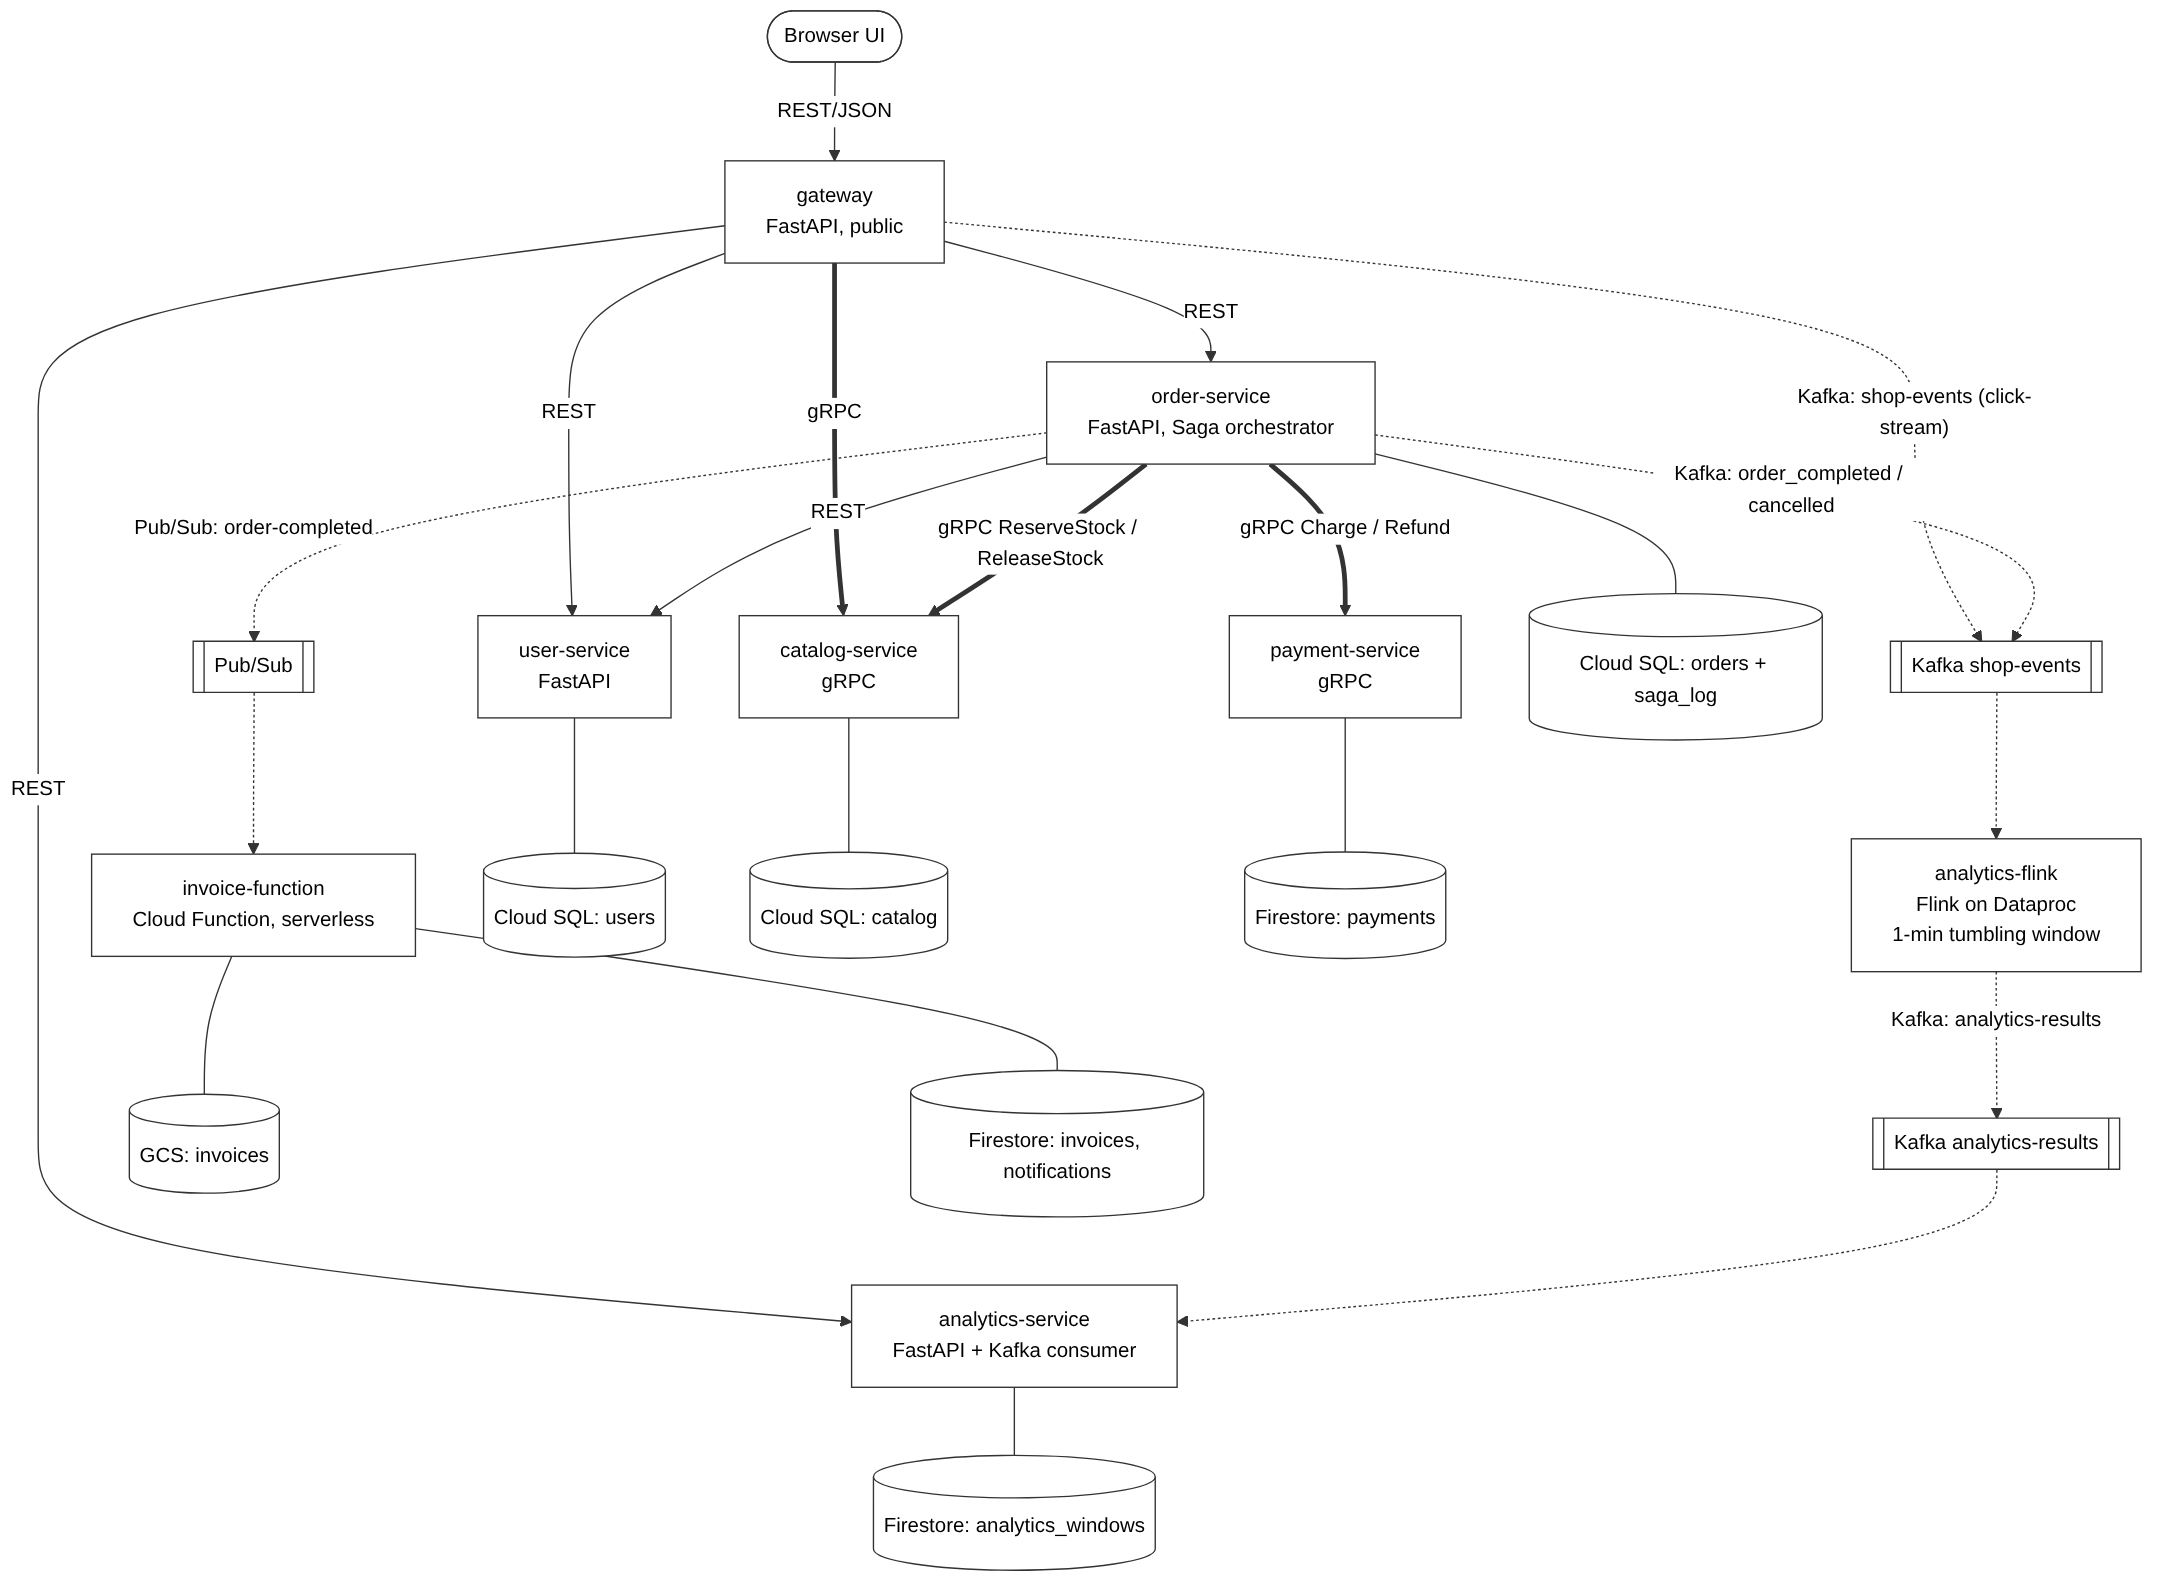 Browser UI
REST/JSON
gateway
FastAPI, public
REST
Kafka: shop-events (click-
stream)
order-service
FastAPI, Saga orchestrator
REST
gRPC
Kafka: order_completed /
cancelled
Pub/Sub: order-completed
REST
gRPC ReserveStock /
ReleaseStock
gRPC Charge / Refund
Pub/Sub
user-service
FastAPI
catalog-service
gRPC
payment-service
gRPC
Cloud SQL: orders +
saga_log
Kafka shop-events
REST
invoice-function
Cloud Function, serverless
Cloud SQL: users
Cloud SQL: catalog
Firestore: payments
analytics-flink
Flink on Dataproc
1-min tumbling window
Kafka: analytics-results
GCS: invoices
Firestore: invoices,
notifications
Kafka analytics-results
analytics-service
FastAPI + Kafka consumer
Firestore: analytics_windows